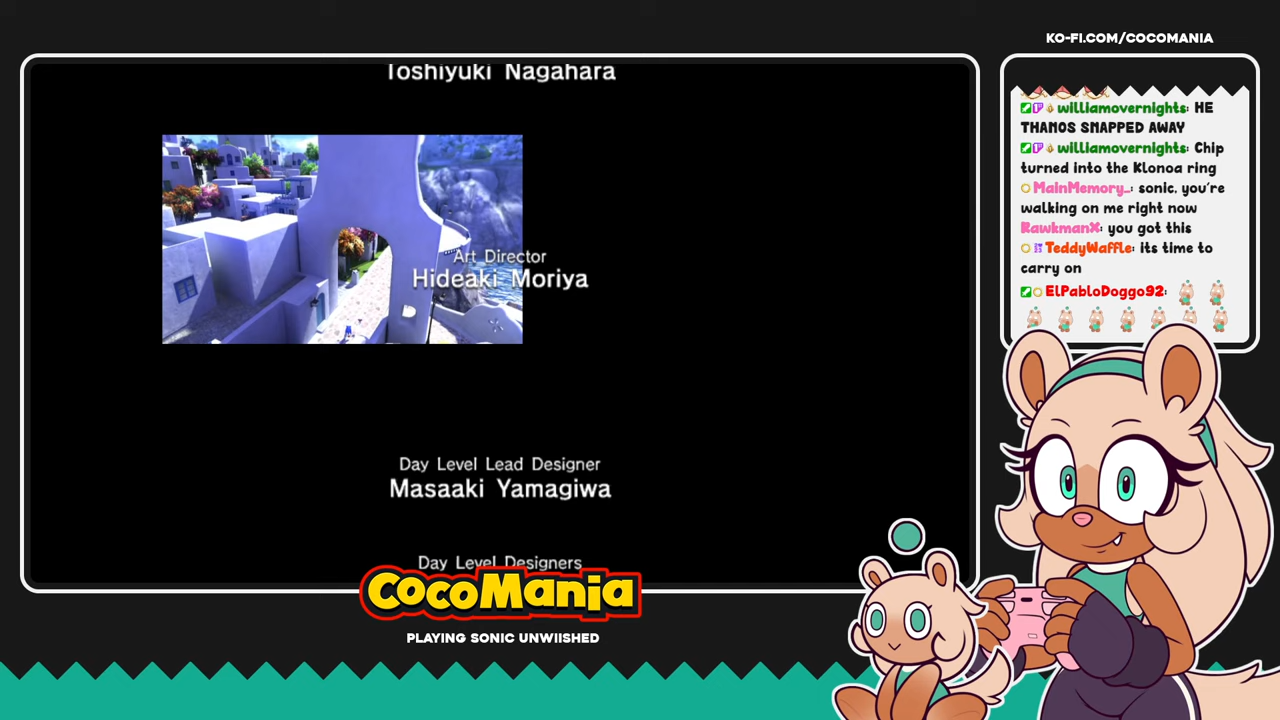 KO-FI.COM/COCOMANIA
Toshiyuki Nagahara
Art Director
Hideaki Moriya
Day Level Lead Designer
Masaaki Yamagiwa
Day Level Designers
CocoMania
PLAYING SONIC UNWIISHED
williamovernights: HE
THANOS SNAPPED AWAY
williamovernights: Chip
turned into the Klonoa ring
MainMemory_: sonic, you're
walking on me right now
RawkmanX: you got this
TeddyWaffle: its time to
carry on
ElPabloDoggo92: